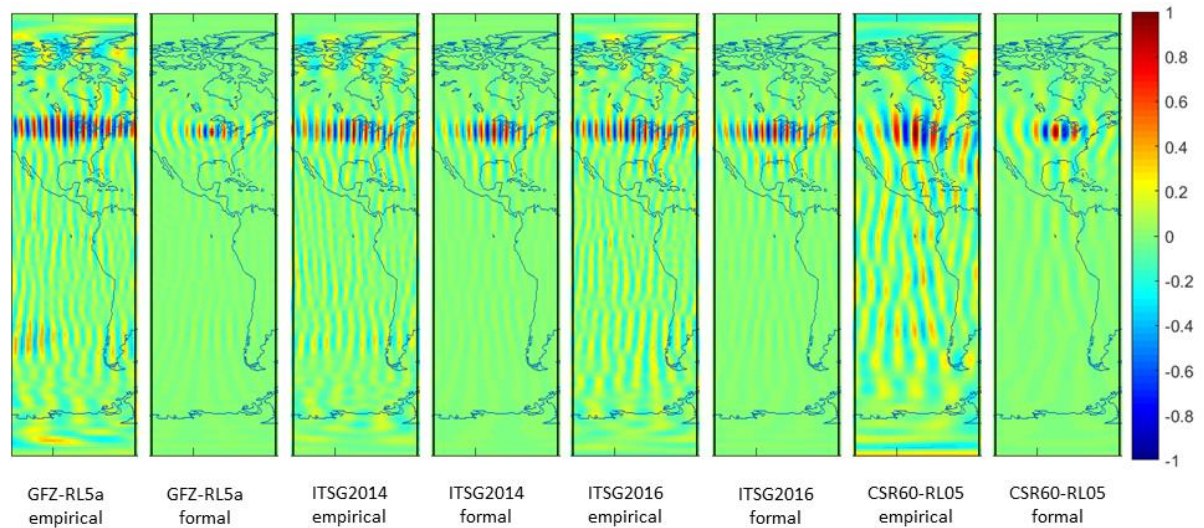 1
0.8
0.6
0.4
0.2
0
-0.2
-0.4
-0.6
-0.8
-1
GFZ-RL5a
empirical
GFZ-RL5a
formal
ITSG2014
empirical
ITSG2014
formal
ITSG2016
empirical
ITSG2016
formal
CSR60-RL05
empirical
CSR60-RL05
formal